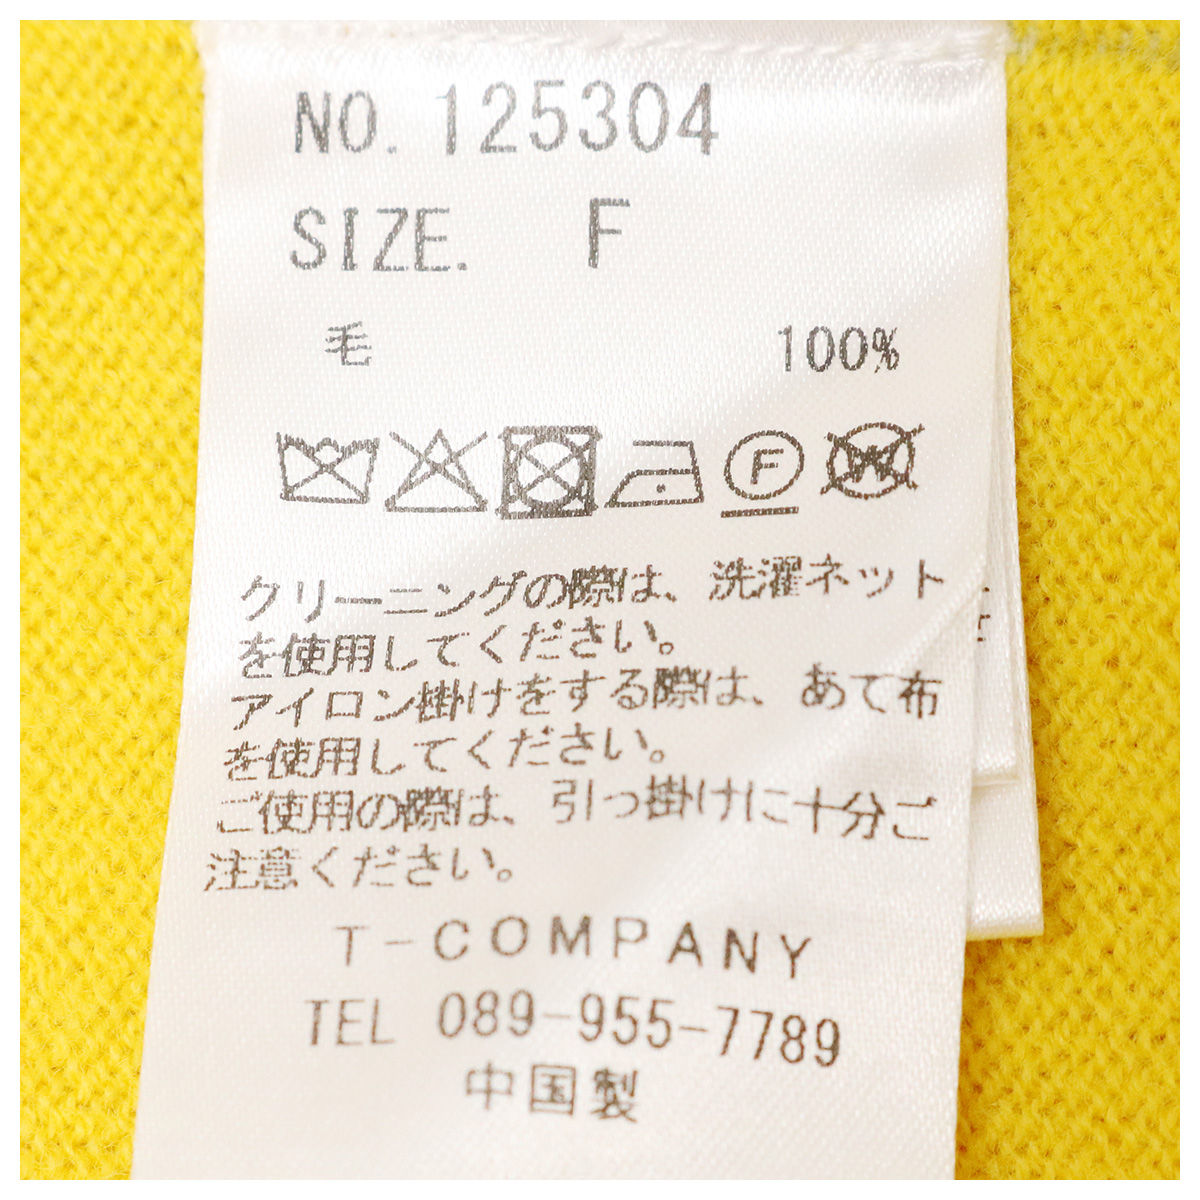 NO. 125304
SIZE. F
毛 100%
F
W
クリーニングの際は、洗濯ネット
を使用してください。
アイロン掛けをする際は、あて布
を使用してください。
ご使用の際は、引っ掛けに十分ご
注意ください。
T-COMPANY
TEL 089-955-7789
中国製